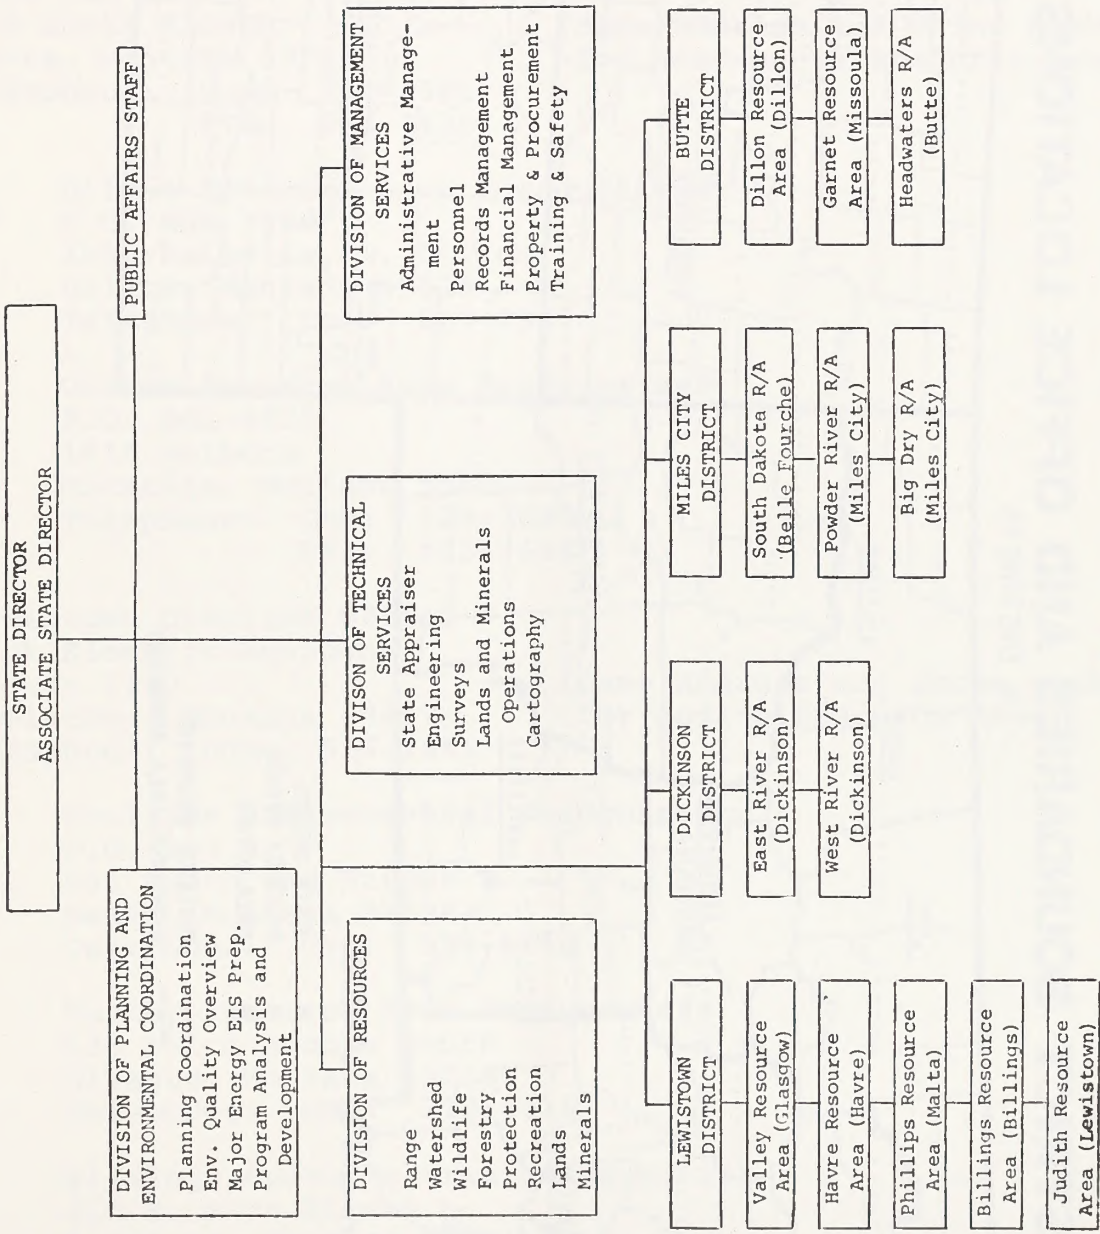 STATE DIRECTOR
ASSOCIATE STATE DIRECTOR
DIVISION OF PLANNING AND
ENVIRONMENTAL COORDINATION
Planning Coordination
Env. Quality Overview
Major Energy EIS Prep.
Program Analysis and
Development
PUBLIC AFFAIRS STAFF
DIVISION OF RESOURCES
Range
Watershed
Wildlife
Forestry
Protection
Recreation
Lands
Minerals
DIVISON OF TECHNICAL
SERVICES
State Appraiser
Engineering
Surveys
Lands and Minerals
Operations
Cartography
DIVISION OF MANAGEMENT
SERVICES
Administrative Manage-
ment
Personnel
Records Management
Financial Management
Property & Procurement
Training & Safety
LEWISTOWN
DISTRICT
Valley Resource
Area (Glasgow)
Havre Resource
Area (Havre)
Phillips Resource
Area (Malta)
Billings Resource
Area (Billings)
Judith Resource
Area (Lewistown)
DICKINSON
DISTRICT
East River R/A
(Dickinson)
West River R/A
(Dickinson)
MILES CITY
DISTRICT
South Dakota R/A
(Belle Fourche)
Powder River R/A
(Miles City)
Big Dry R/A
(Miles City)
BUTTE
DISTRICT
Dillon Resource
Area (Dillon)
Garnet Resource
Area (Missoula)
Headwaters R/A
(Butte)